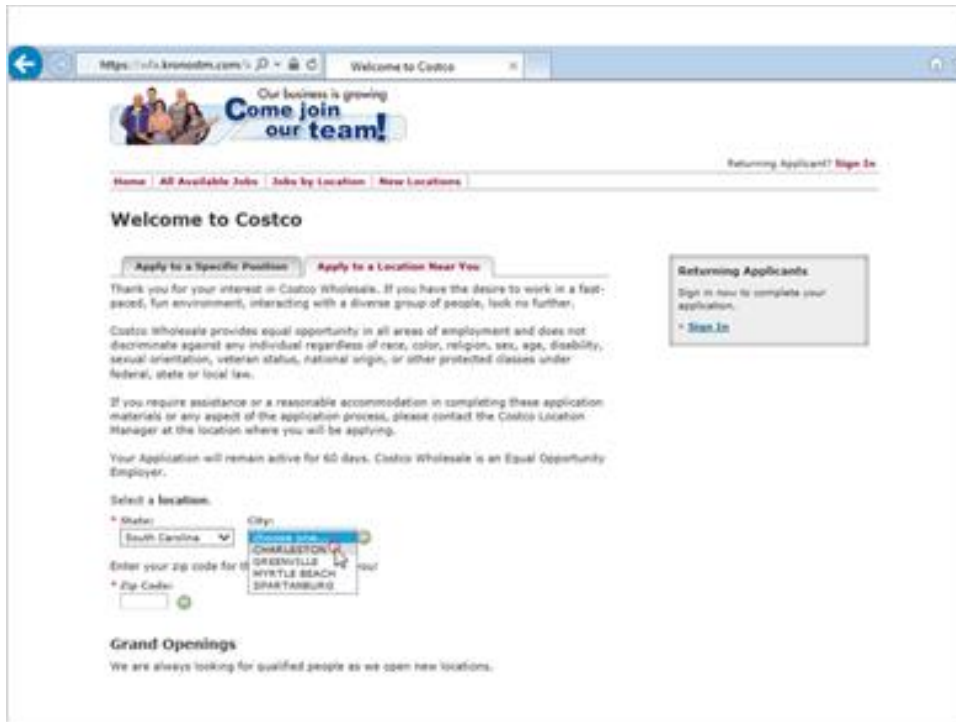 Welcome to Costco
Our business is growing
Come join
our team!
Returning Applicant? Sign In
Home | All Available Jobs | Jobs by Location | New Locations
Welcome to Costco
Apply to a Specific Position
Apply to a Location Near You
Thank you for your interest in Costco Wholesale. If you have the desire to work in a fast-
paced, fun environment, interacting with a diverse group of people, look no further.
Costco Wholesale provides equal opportunity in all areas of employment and does not
discriminate against any individual regardless of race, color, religion, sex, age, disability,
sexual orientation, veteran status, national origin, or other protected classes under
federal, state or local law.
If you require assistance or a reasonable accommodation in completing these application
materials or any aspect of the application process, please contact the Costco Location
Manager at the location where you will be applying.
Your Application will remain active for 60 days. Costco Wholesale is an Equal Opportunity
Employer.
Select a location.
* State:
City:
South Carolina
choose one...
CHARLESTON
GREENVILLE
MYRTLE BEACH
SPARTANBURG
Enter your zip code for
you!
* Zip Code:
Grand Openings
We are always looking for qualified people as we open new locations.
Returning Applicants
Sign in now to complete your
application.
Sign In